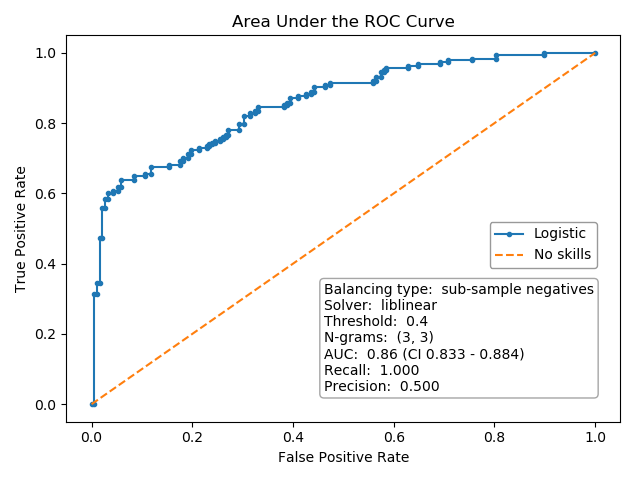 Area Under the ROC Curve
1.0
0.8
0.6
0.4
0.2
0.0
True Positive Rate
Logistic
No skills
Balancing type:  sub-sample negatives
Solver:  liblinear
Threshold:  0.4
N-grams:  (3, 3)
AUC:  0.86 (CI 0.833 - 0.884)
Recall:  1.000
Precision:  0.500
0.0 0.2 0.4 0.6 0.8 1.0
False Positive Rate